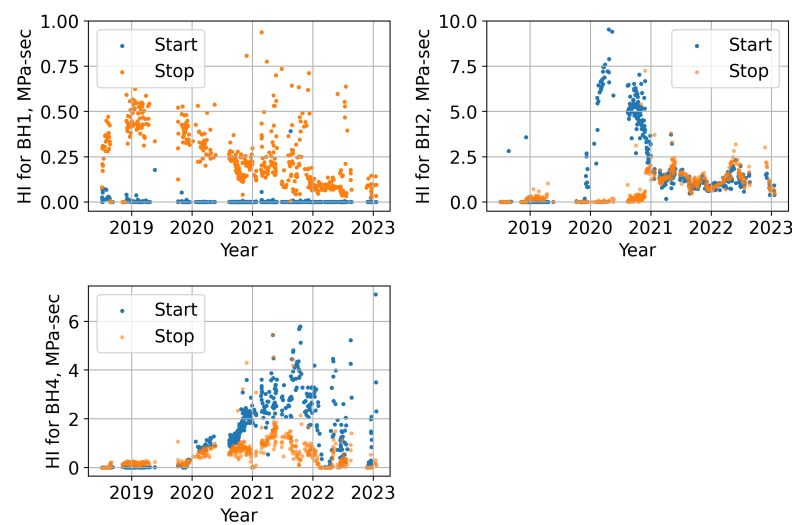 HI for BH1, MPa-sec
1.00
0.75
0.50
0.25
0.00
Start
Stop
2019 2020 2021 2022 2023
Year
HI for BH2, MPa-sec
10.0
7.5
5.0
2.5
0.0
Start
Stop
2019 2020 2021 2022 2023
Year
HI for BH4, MPa-sec
6
4
2
0
Start
Stop
2019 2020 2021 2022 2023
Year